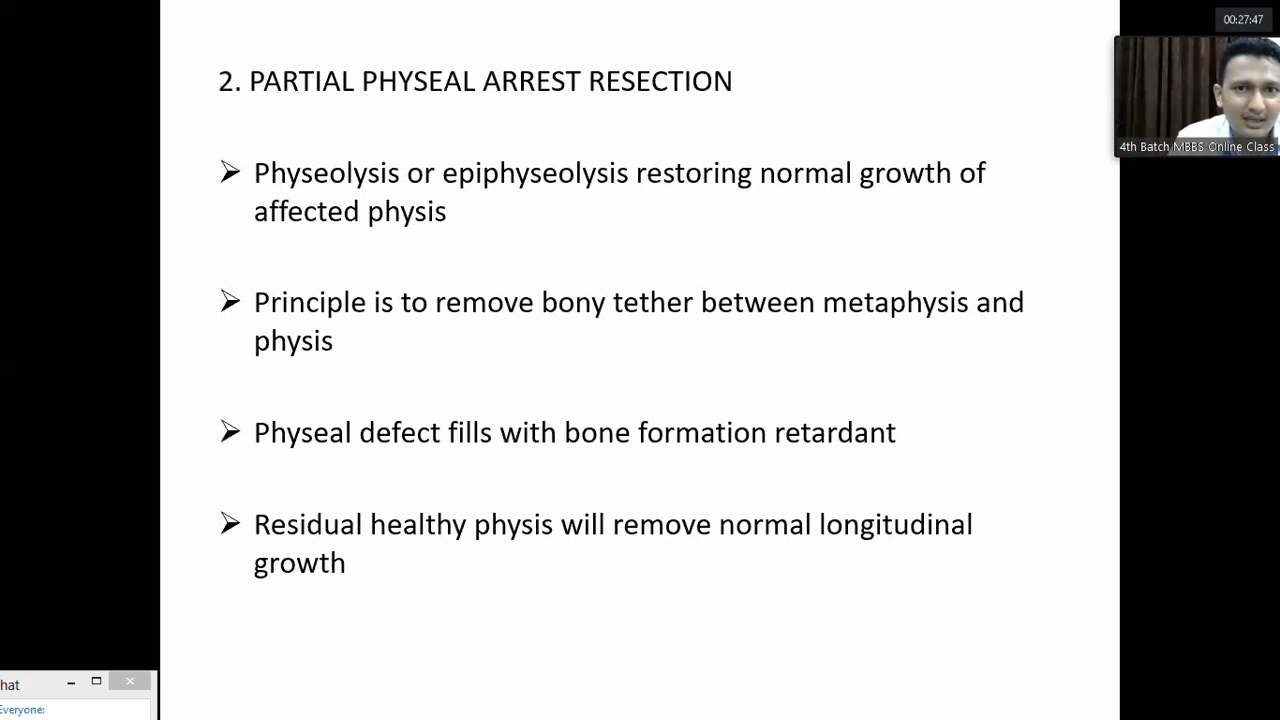 00:27:47
2. PARTIAL PHYSEAL ARREST RESECTION
4th Batch MBBS Online Class
➢ Physeolysis or epiphyseolysis restoring normal growth of
affected physis
➢ Principle is to remove bony tether between metaphysis and
physis
➢ Physeal defect fills with bone formation retardant
➢ Residual healthy physis will remove normal longitudinal
growth
hat
Everyone: